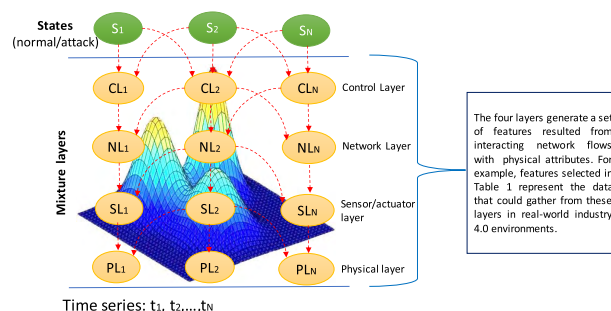 States
(normal/attack)
S1
S2
SN
CL1
CL2
CLN
Control Layer
NL1
NL2
NLN
Network Layer
SL1
SL2
SLN
Sensor/actuator
layer
PL1
PL2
PLN
Physical layer
Mixture layers
Time series: t1, t2,....tN
The four layers generate a set
of features resulted from
interacting network flows
with physical attributes. For
example, features selected in
Table 1 represent the data
that could gather from these
layers in real-world industry
4.0 environments.